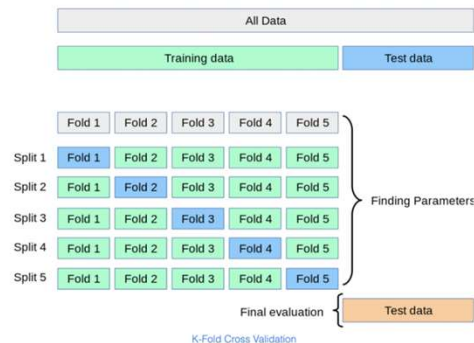 All Data
Training data Test data
Fold 1 Fold 2 Fold 3 Fold 4 Fold 5
Split 1 Fold 1 Fold 2 Fold 3 Fold 4 Fold 5
Split 2 Fold 1 Fold 2 Fold 3 Fold 4 Fold 5
Finding Parameters
Split 3 Fold 1 Fold 2 Fold 3 Fold 4 Fold 5
Split 4 Fold 1 Fold 2 Fold 3 Fold 4 Fold 5
Split 5 Fold 1 Fold 2 Fold 3 Fold 4 Fold 5
Final evaluation Test data
K-Fold Cross Validation